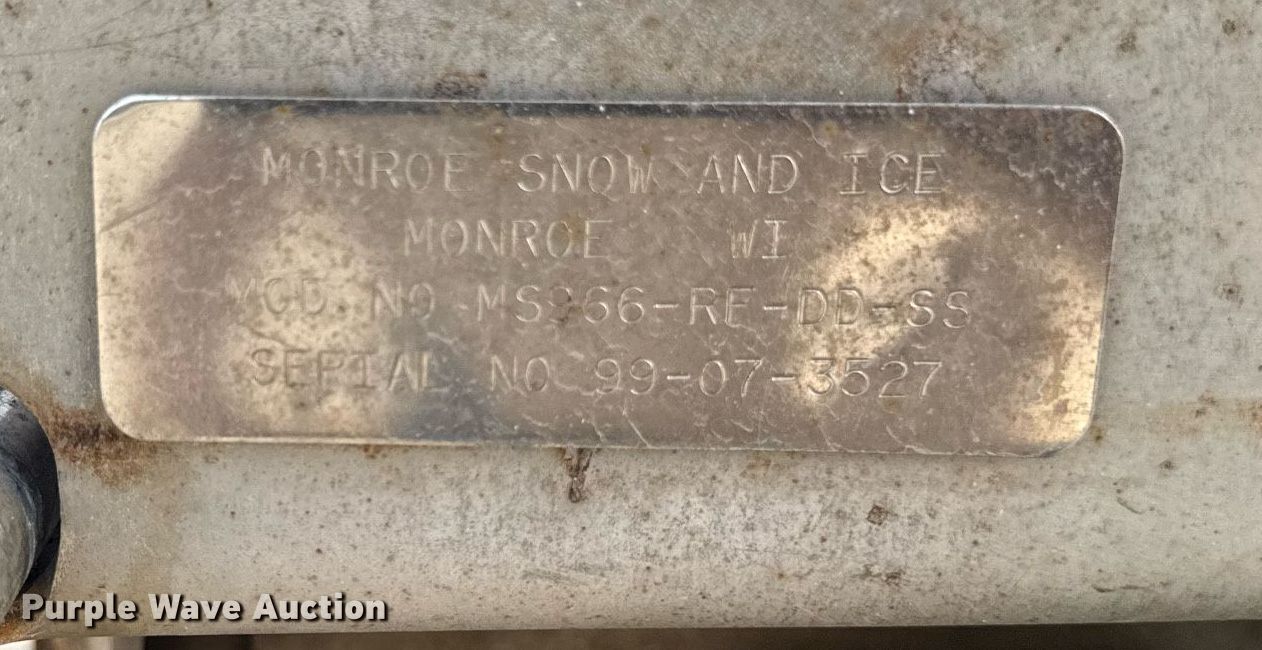 MONROE SNOW AND ICE
MONROE WI
MOD. NO MS966-RF-DD-SS
SERIAL NO 99-07-3527
Purple Wave Auction